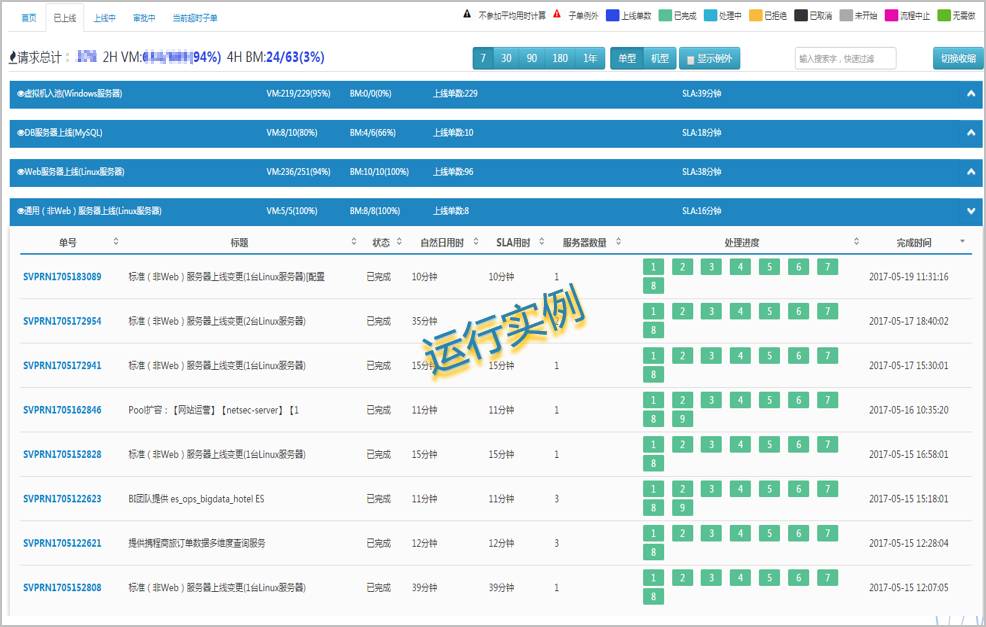 首页 已上线 上线中 审批中 当前超时子单
不参加平均用时计算 子单例外 上线单数 已完成 处理中 已拒绝 已取消 未开始 流程中止 无需做
请求总计： 2H VM: (94%) 4H BM:24/63(3%)
7 30 90 180 1年 单型 机型 显示例外 输入搜索字，快速过滤 切换收缩
虚拟机入池(Windows服务器) VM:219/229(95%) BM:0/0(0%) 上线单数:229 SLA:39分钟
DB服务器上线(MySQL) VM:8/10(80%) BM:4/6(66%) 上线单数:10 SLA:18分钟
Web服务器上线(Linux服务器) VM:236/251(94%) BM:10/10(100%) 上线单数:96 SLA:38分钟
通用（非Web）服务器上线(Linux服务器) VM:5/5(100%) BM:8/8(100%) 上线单数:8 SLA:16分钟
单号 标题 状态 自然日用时 SLA用时 服务器数量 处理进度 完成时间
SVPRN1705183089 标准（非Web）服务器上线变更(1台Linux服务器)[配置 已完成 10分钟 10分钟 1 1 2 3 4 5 6 7 2017-05-19 11:31:16
8
SVPRN1705172954 标准（非Web）服务器上线变更(2台Linux服务器) 已完成 35分钟 1 2 3 4 5 6 7 2017-05-17 18:40:02
8
运行实例
SVPRN1705172941 标准（非Web）服务器上线变更(1台Linux服务器) 已完成 15分钟 15分钟 1 1 2 3 4 5 6 7 2017-05-17 15:30:01
8
SVPRN1705162846 Pool扩容：【网站运营】【netsec-server】【1 已完成 11分钟 11分钟 1 1 2 3 4 5 6 7 2017-05-16 10:35:20
8 9
SVPRN1705152828 标准（非Web）服务器上线变更(1台Linux服务器) 已完成 15分钟 15分钟 1 1 2 3 4 5 6 7 2017-05-15 16:58:01
8
SVPRN1705122623 BI团队提供 es_ops_bigdata_hotel ES 已完成 11分钟 11分钟 3 1 2 3 4 5 6 7 2017-05-15 15:18:01
8 9
SVPRN1705122621 提供携程商旅订单数据多维度查询服务 已完成 12分钟 12分钟 3 1 2 3 4 5 6 7 2017-05-15 12:28:04
8
SVPRN1705152808 标准（非Web）服务器上线变更(1台Linux服务器) 已完成 39分钟 39分钟 1 1 2 3 4 5 6 7 2017-05-15 12:07:05
8